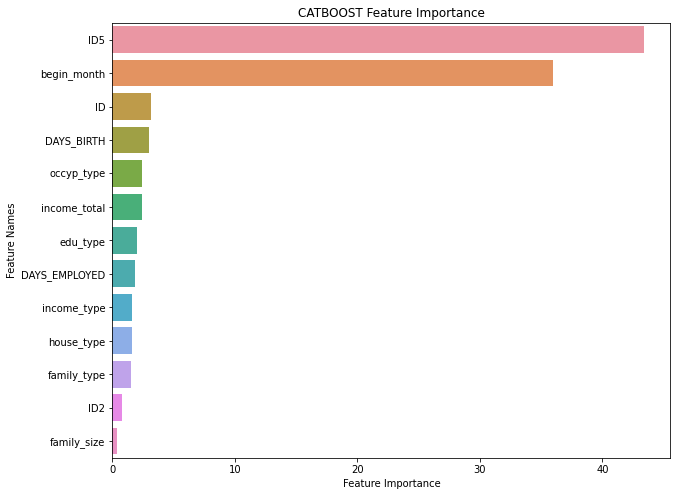 CATBOOST Feature Importance
ID5
begin_month
ID
DAYS_BIRTH
occyp_type
income_total
edu_type
DAYS_EMPLOYED
income_type
house_type
family_type
ID2
family_size
Feature Names
0 10 20 30 40
Feature Importance